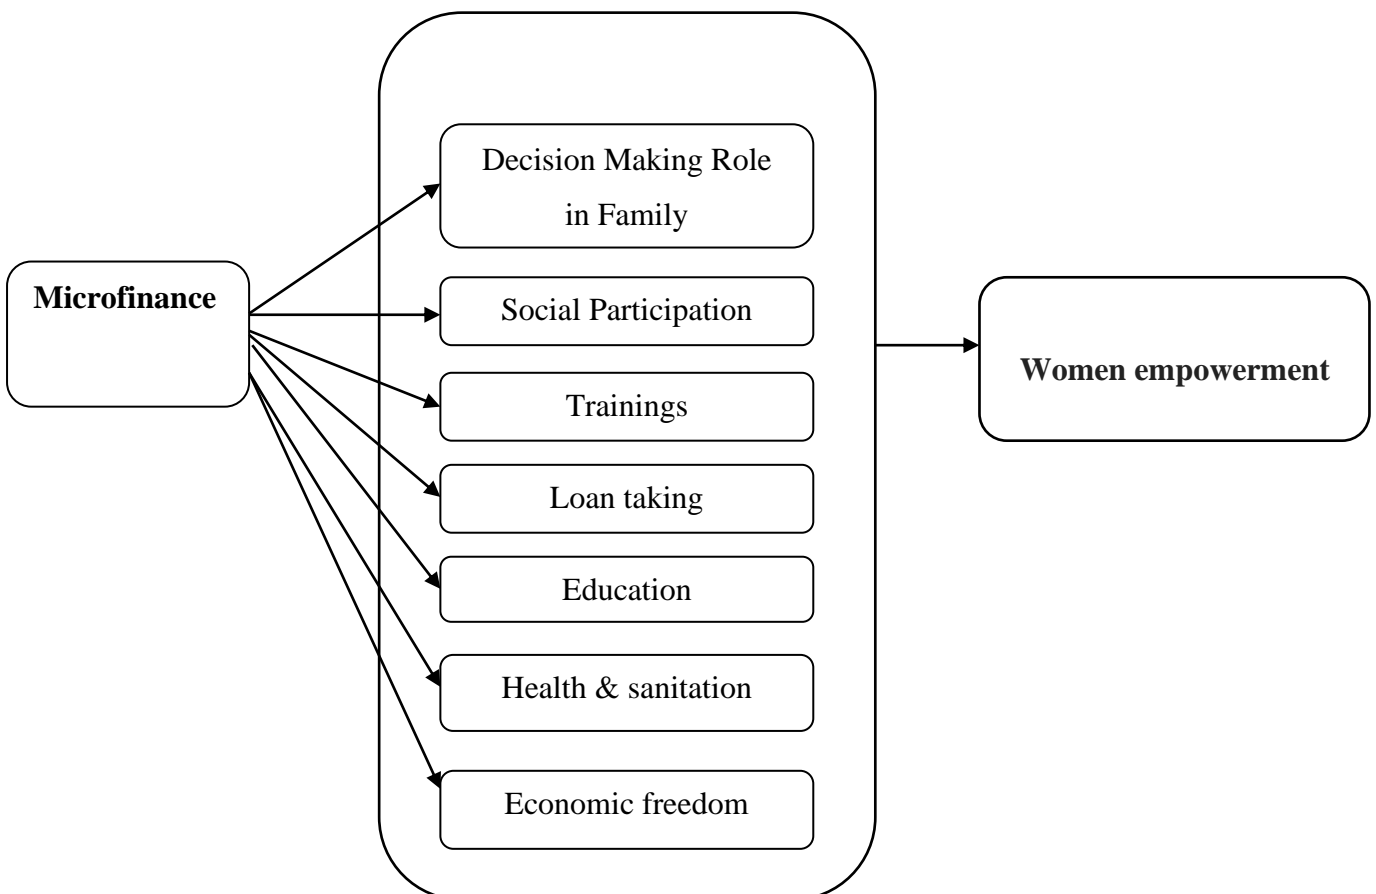 Microfinance
Decision Making Role
in Family
Social Participation
Trainings
Loan taking
Education
Health & sanitation
Economic freedom
Women empowerment